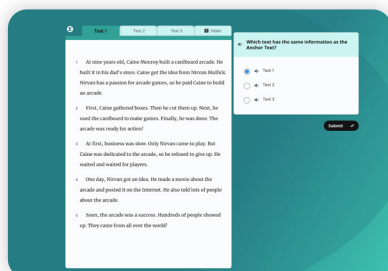 Text 1
Text 2
Text 3
Video
1 At nine years old, Caine Monroy built a cardboard arcade. He
built it in his dad's store. Caine got the idea from Nirvan Mullick.
Nirvan has a passion for arcade games, so he paid Caine to build
an arcade.
2 First, Caine gathered boxes. Then he cut them up. Next, he
used the cardboard to make games. Finally, he was done. The
arcade was ready for action!
3 At first, business was slow. Only Nirvan came to play. But
Caine was dedicated to the arcade, so he refused to give up. He
waited and waited for players.
4 One day, Nirvan got an idea. He made a movie about the
arcade and posted it on the Internet. He also told lots of people
about the arcade.
5 Soon, the arcade was a success. Hundreds of people showed
up. They came from all over the world!
Which text has the same information as the
Anchor Text?
Text 1
Text 2
Text 3
Submit